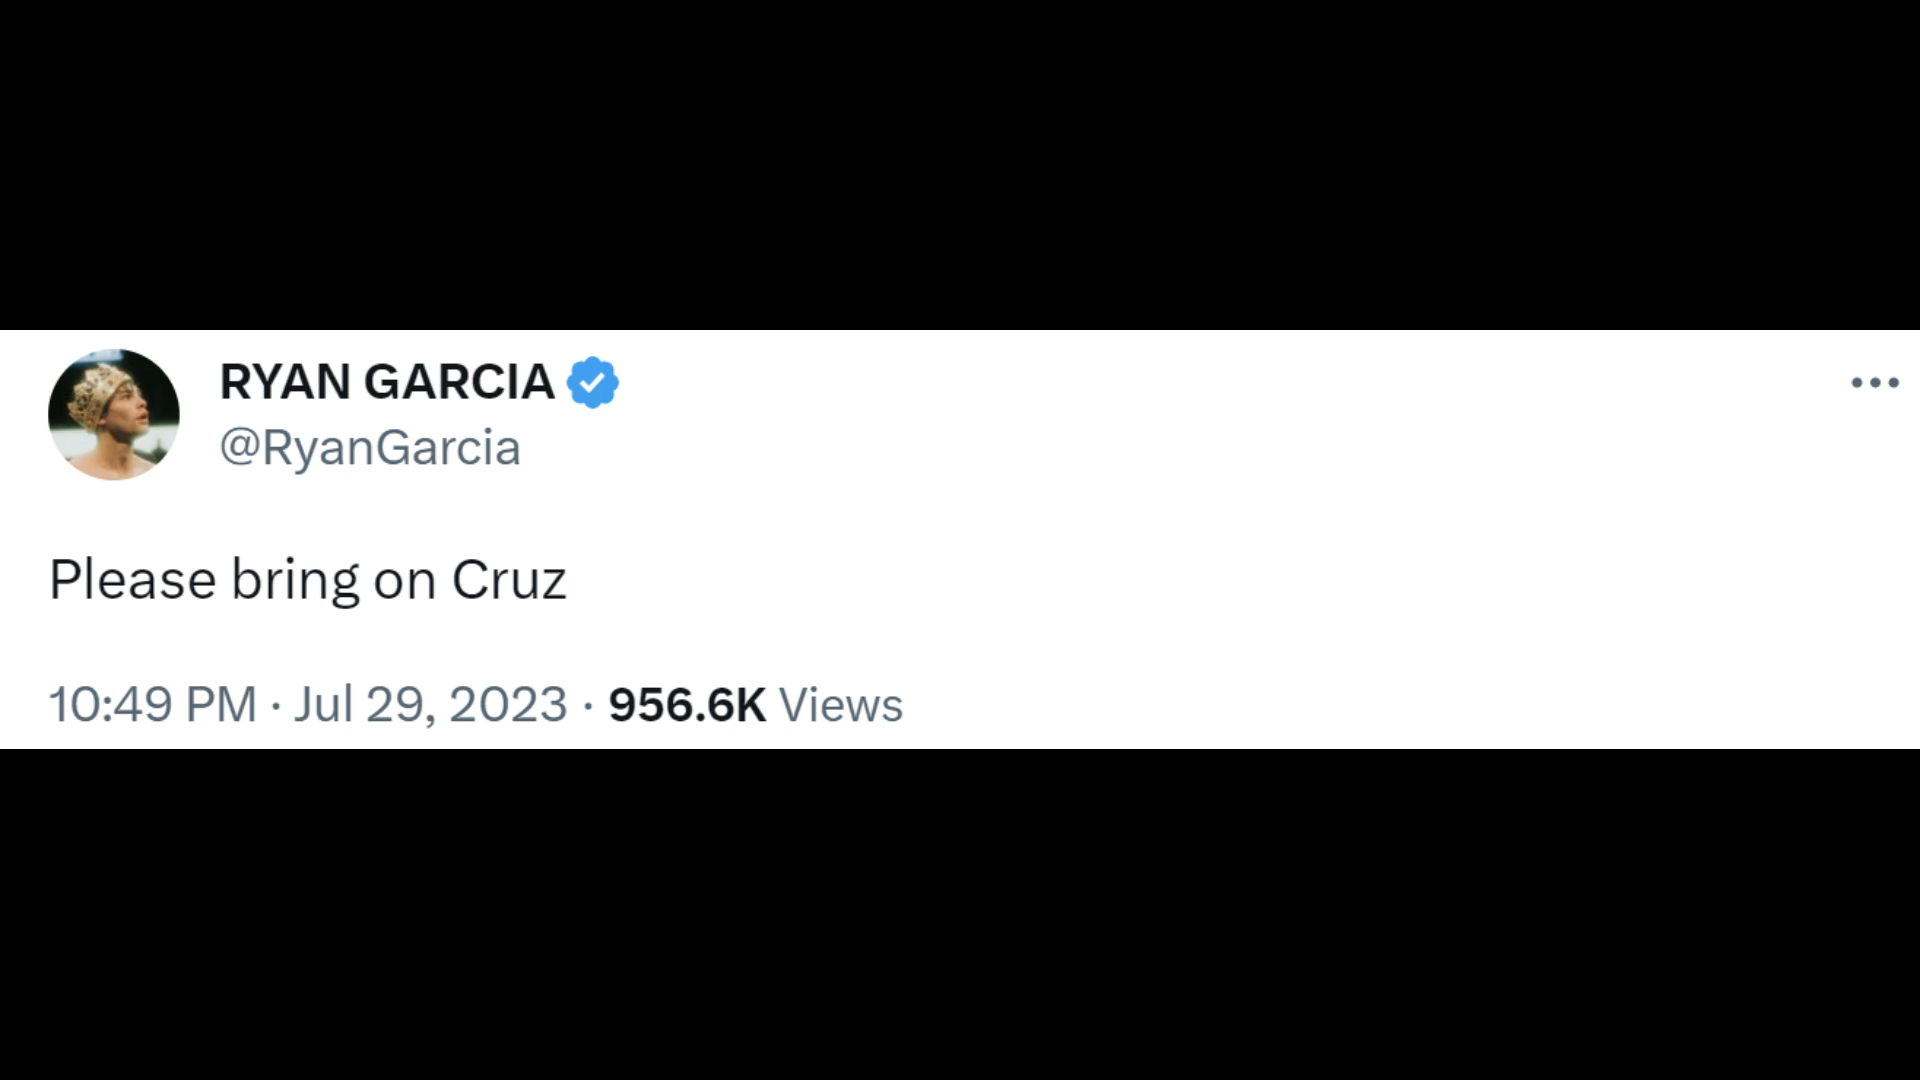 RYAN GARCIA
@RyanGarcia
Please bring on Cruz
10:49 PM · Jul 29, 2023 · 956.6K Views